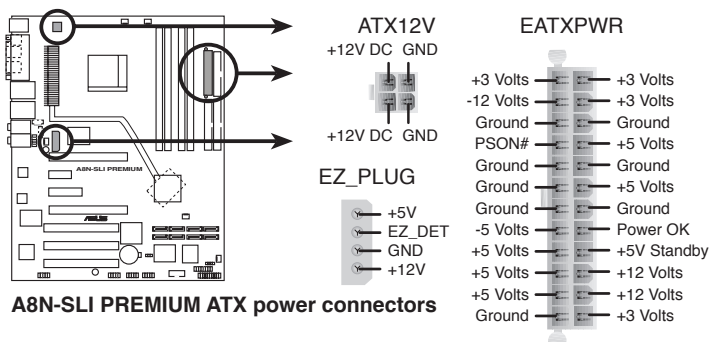 ATX12V
+12V DC GND
+12V DC GND
EATXPWR
+3 Volts +3 Volts
-12 Volts +3 Volts
Ground Ground
PSON# +5 Volts
Ground Ground
Ground +5 Volts
Ground Ground
-5 Volts Power OK
+5 Volts +5V Standby
+5 Volts +12 Volts
+5 Volts +12 Volts
Ground +3 Volts
EZ_PLUG
+5V
EZ_DET
GND
+12V
A8N-SLI PREMIUM
ASUS
A8N-SLI PREMIUM ATX power connectors